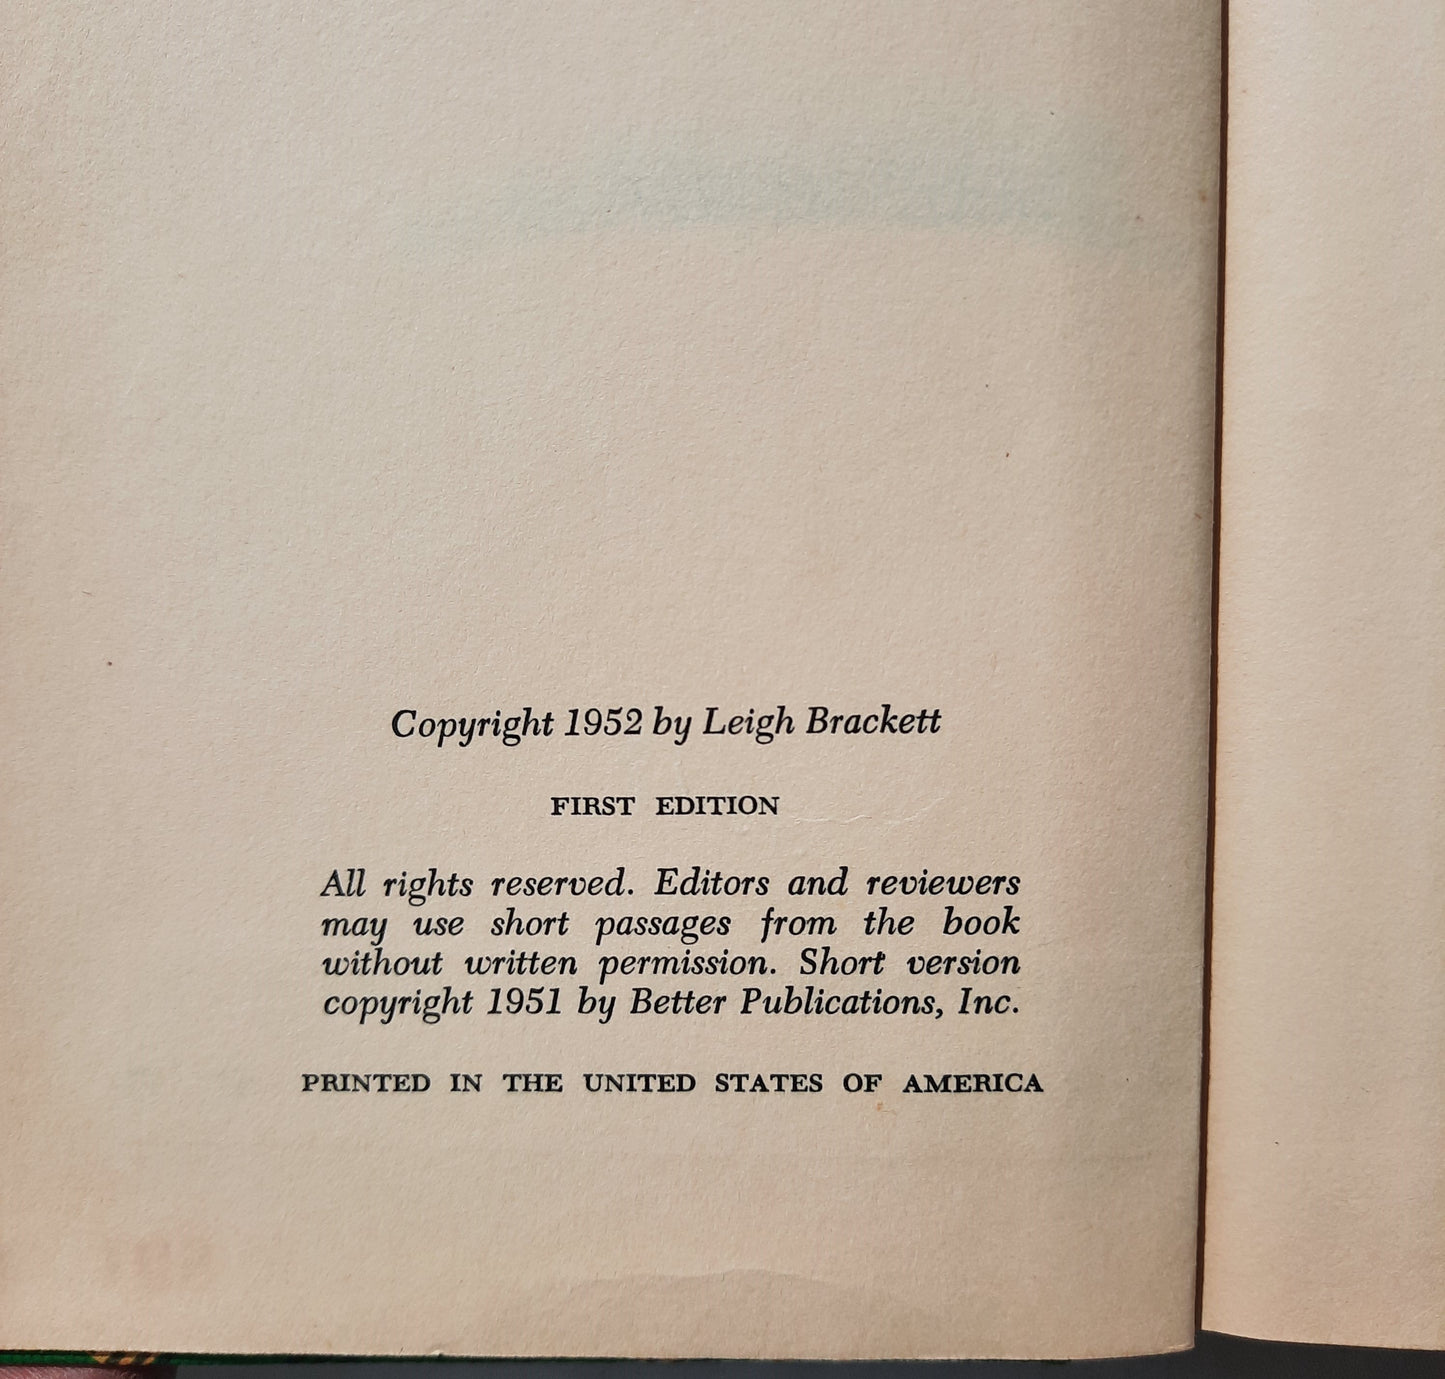 Copyright 1952 by Leigh Brackett
FIRST EDITION
All rights reserved. Editors and reviewers
may use short passages from the book
without written permission. Short version
copyright 1951 by Better Publications, Inc.
PRINTED IN THE UNITED STATES OF AMERICA